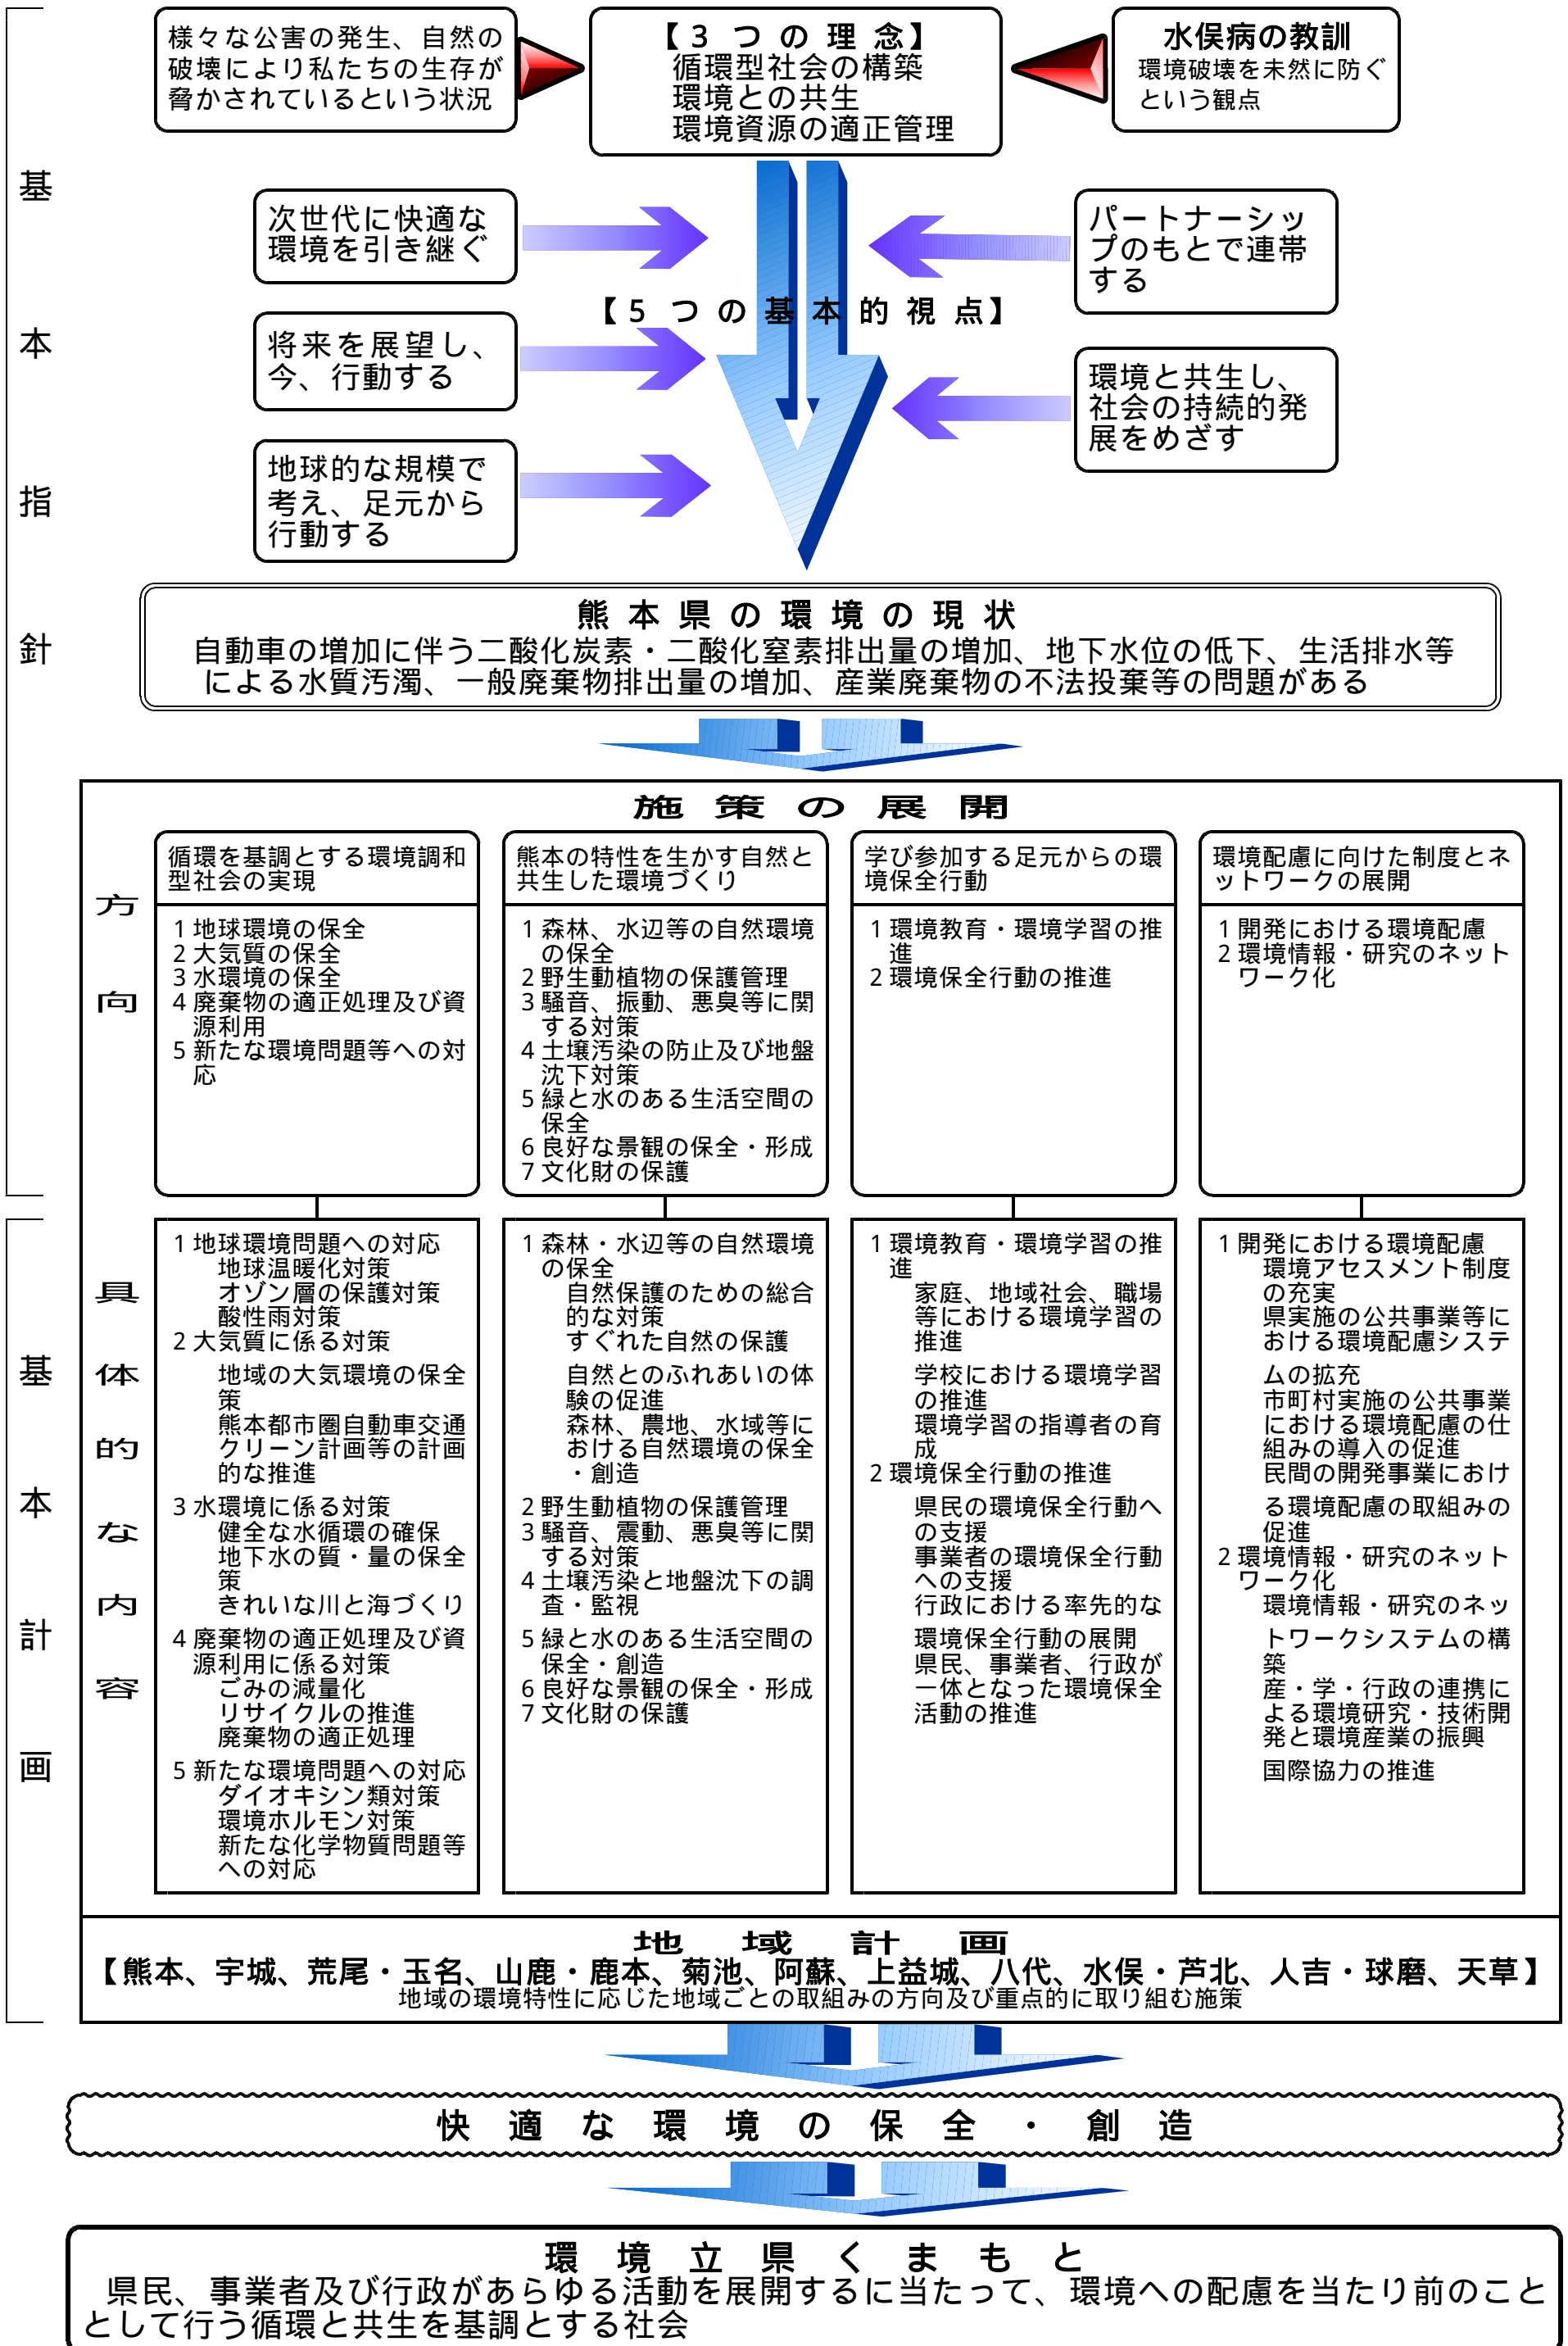 様々な公害の発生、自然の
破壊により私たちの生存が
脅かされているという状況
【３つの理念】
循環型社会の構築
環境との共生
環境資源の適正管理
水俣病の教訓
環境破壊を未然に防ぐ
という観点
基本指針
次世代に快適な
環境を引き継ぐ
パートナーシッ
プのもとで連帯
する
【５つの基本的視点】
将来を展望し、
今、行動する
環境と共生し、
社会の持続的発
展をめざす
地球的な規模で
考え、足元から
行動する
熊本県の環境の現状
自動車の増加に伴う二酸化炭素・二酸化窒素排出量の増加、地下水位の低下、生活排水等
による水質汚濁、一般廃棄物排出量の増加、産業廃棄物の不法投棄等の問題がある
施策の展開
方向
循環を基調とする環境調和
型社会の実現
1 地球環境の保全
2 大気質の保全
3 水環境の保全
4 廃棄物の適正処理及び資
源利用
5 新たな環境問題等への対
応
熊本の特性を生かす自然と
共生した環境づくり
1 森林、水辺等の自然環境
の保全
2 野生動植物の保護管理
3 騒音、振動、悪臭等に関
する対策
4 土壌汚染の防止及び地盤
沈下対策
5 緑と水のある生活空間の
保全
6 良好な景観の保全・形成
7 文化財の保護
学び参加する足元からの環
境保全行動
1 環境教育・環境学習の推
進
2 環境保全行動の推進
環境配慮に向けた制度とネ
ットワークの展開
1 開発における環境配慮
2 環境情報・研究のネット
ワーク化
基本計画
具体的な内容
1 地球環境問題への対応
地球温暖化対策
オゾン層の保護対策
酸性雨対策
2 大気質に係る対策
地域の大気環境の保全
策
熊本都市圏自動車交通
クリーン計画等の計画
的な推進
3 水環境に係る対策
健全な水循環の確保
地下水の質・量の保全
策
きれいな川と海づくり
4 廃棄物の適正処理及び資
源利用に係る対策
ごみの減量化
リサイクルの推進
廃棄物の適正処理
5 新たな環境問題への対応
ダイオキシン類対策
環境ホルモン対策
新たな化学物質問題等
への対応
1 森林・水辺等の自然環境
の保全
自然保護のための総合
的な対策
すぐれた自然の保護
自然とのふれあいの体
験の促進
森林、農地、水域等に
おける自然環境の保全
・創造
2 野生動植物の保護管理
3 騒音、震動、悪臭等に関
する対策
4 土壌汚染と地盤沈下の調
査・監視
5 緑と水のある生活空間の
保全・創造
6 良好な景観の保全・形成
7 文化財の保護
1 環境教育・環境学習の推
進
家庭、地域社会、職場
等における環境学習の
推進
学校における環境学習
の推進
環境学習の指導者の育
成
2 環境保全行動の推進
県民の環境保全行動へ
の支援
事業者の環境保全行動
への支援
行政における率先的な
環境保全行動の展開
県民、事業者、行政が
一体となった環境保全
活動の推進
1 開発における環境配慮
環境アセスメント制度
の充実
県実施の公共事業等に
おける環境配慮システ
ムの拡充
市町村実施の公共事業
における環境配慮の仕
組みの導入の促進
民間の開発事業におけ
る環境配慮の取組みの
促進
2 環境情報・研究のネット
ワーク化
環境情報・研究のネッ
トワークシステムの構
築
産・学・行政の連携に
よる環境研究・技術開
発と環境産業の振興
国際協力の推進
地域計画
【熊本、宇城、荒尾・玉名、山鹿・鹿本、菊池、阿蘇、上益城、八代、水俣・芦北、人吉・球磨、天草】
地域の環境特性に応じた地域ごとの取組みの方向及び重点的に取り組む施策
快適な環境の保全・創造
環境立県くまもと
県民、事業者及び行政があらゆる活動を展開するに当たって、環境への配慮を当たり前のこと
として行う循環と共生を基調とする社会